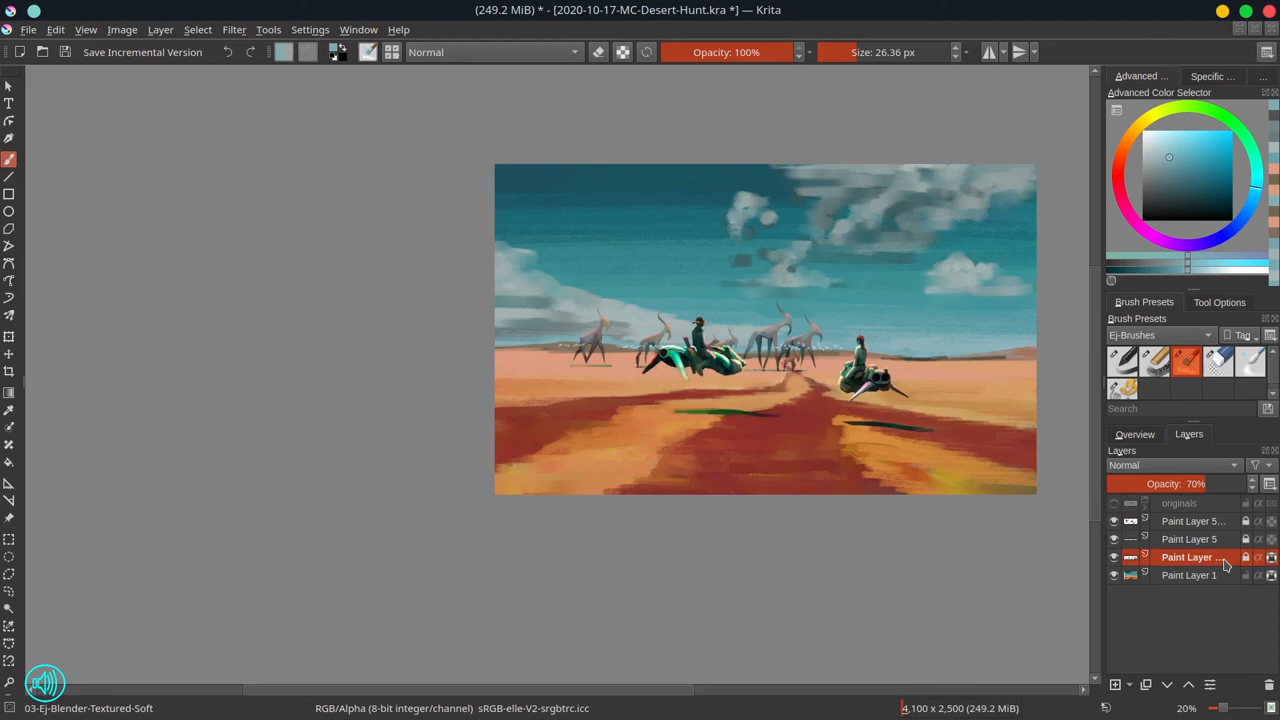 (249.2 MiB) * - [2020-10-17-MC-Desert-Hunt.kra *] — Krita
File Edit View Image Layer Select Filter Tools Settings Window Help
Save Incremental Version Normal Opacity: 100% Size: 26.36 px
Advanced ... Specific ... ...
Advanced Color Selector
Brush Presets Tool Options
Brush Presets
Ej-Brushes Tag
Search
Overview Layers
Layers
Normal
Opacity: 70%
originals
Paint Layer 5...
Paint Layer 5
Paint Layer ...
Paint Layer 1
03-Ej-Blender-Textured-Soft RGB/Alpha (8-bit integer/channel) sRGB-elle-V2-srgbtrc.icc 4,100 x 2,500 (249.2 MiB) 20%